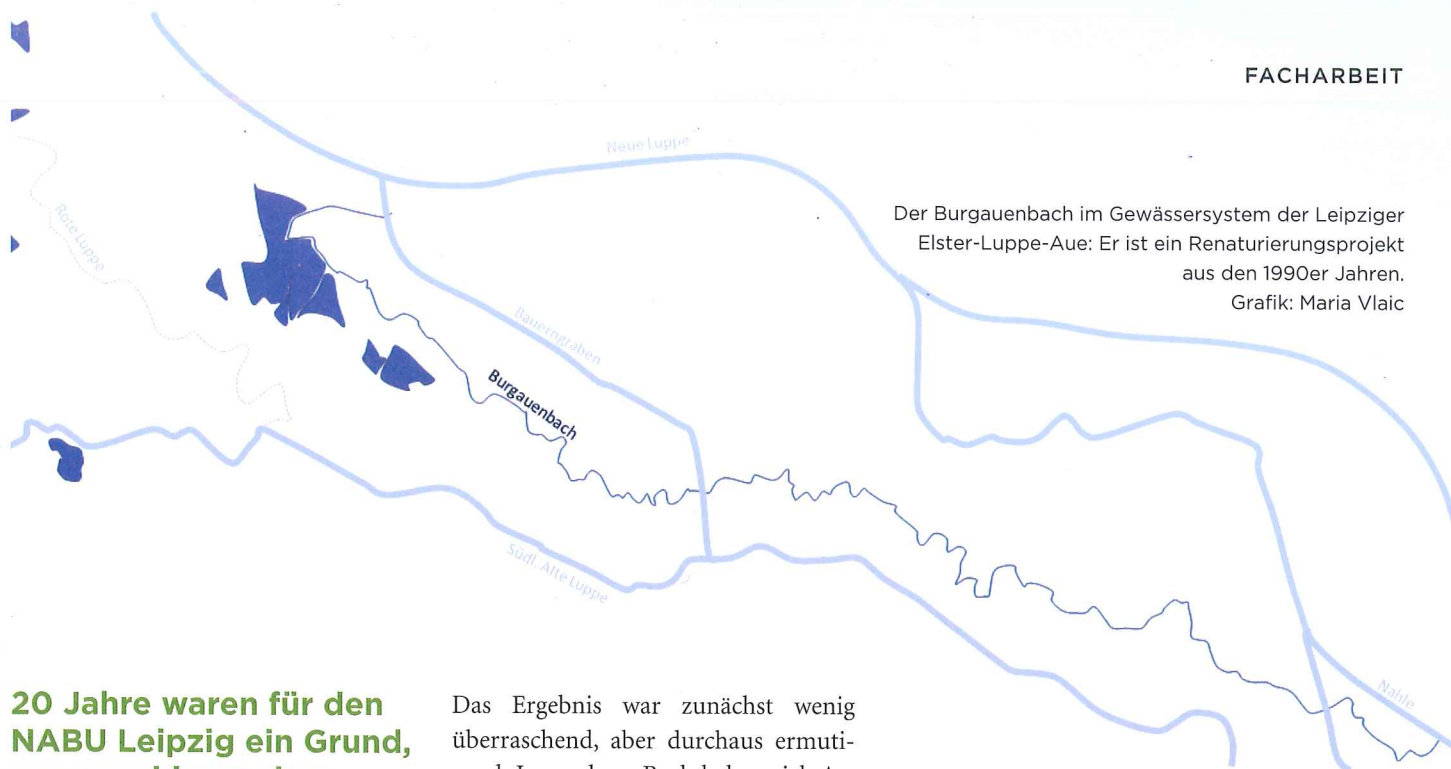 FACHARBEIT
Neue Luppe
Der Burgauenbach im Gewässersystem der Leipziger
Elster-Luppe-Aue: Er ist ein Renaturierungsprojekt
aus den 1990er Jahren.
Grafik: Maria Vlaic
Rote Luppe
Bauerngraben
Burgauenbach
Südl. Alte Luppe
Nahle
20 Jahre waren für den
NABU Leipzig ein Grund,
Das Ergebnis war zunächst wenig
überraschend, aber durchaus ermuti-